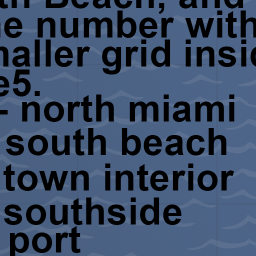 th Beach, and
e number with
aller grid insi
e5.
- north miami
south beach
town interior
southside
port